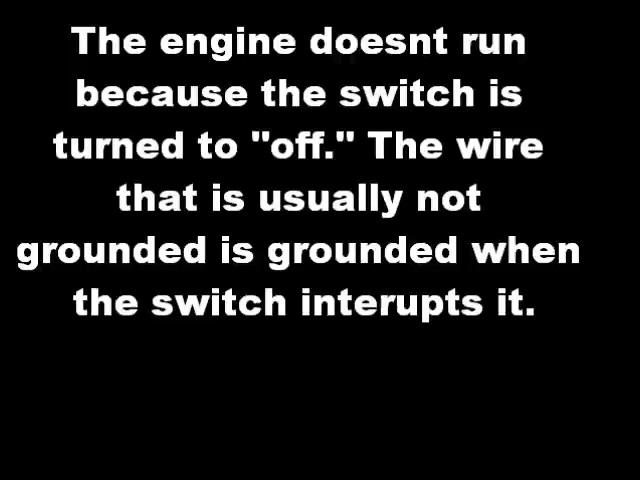 The engine doesnt run
because the switch is
turned to "off." The wire
that is usually not
grounded is grounded when
the switch interupts it.